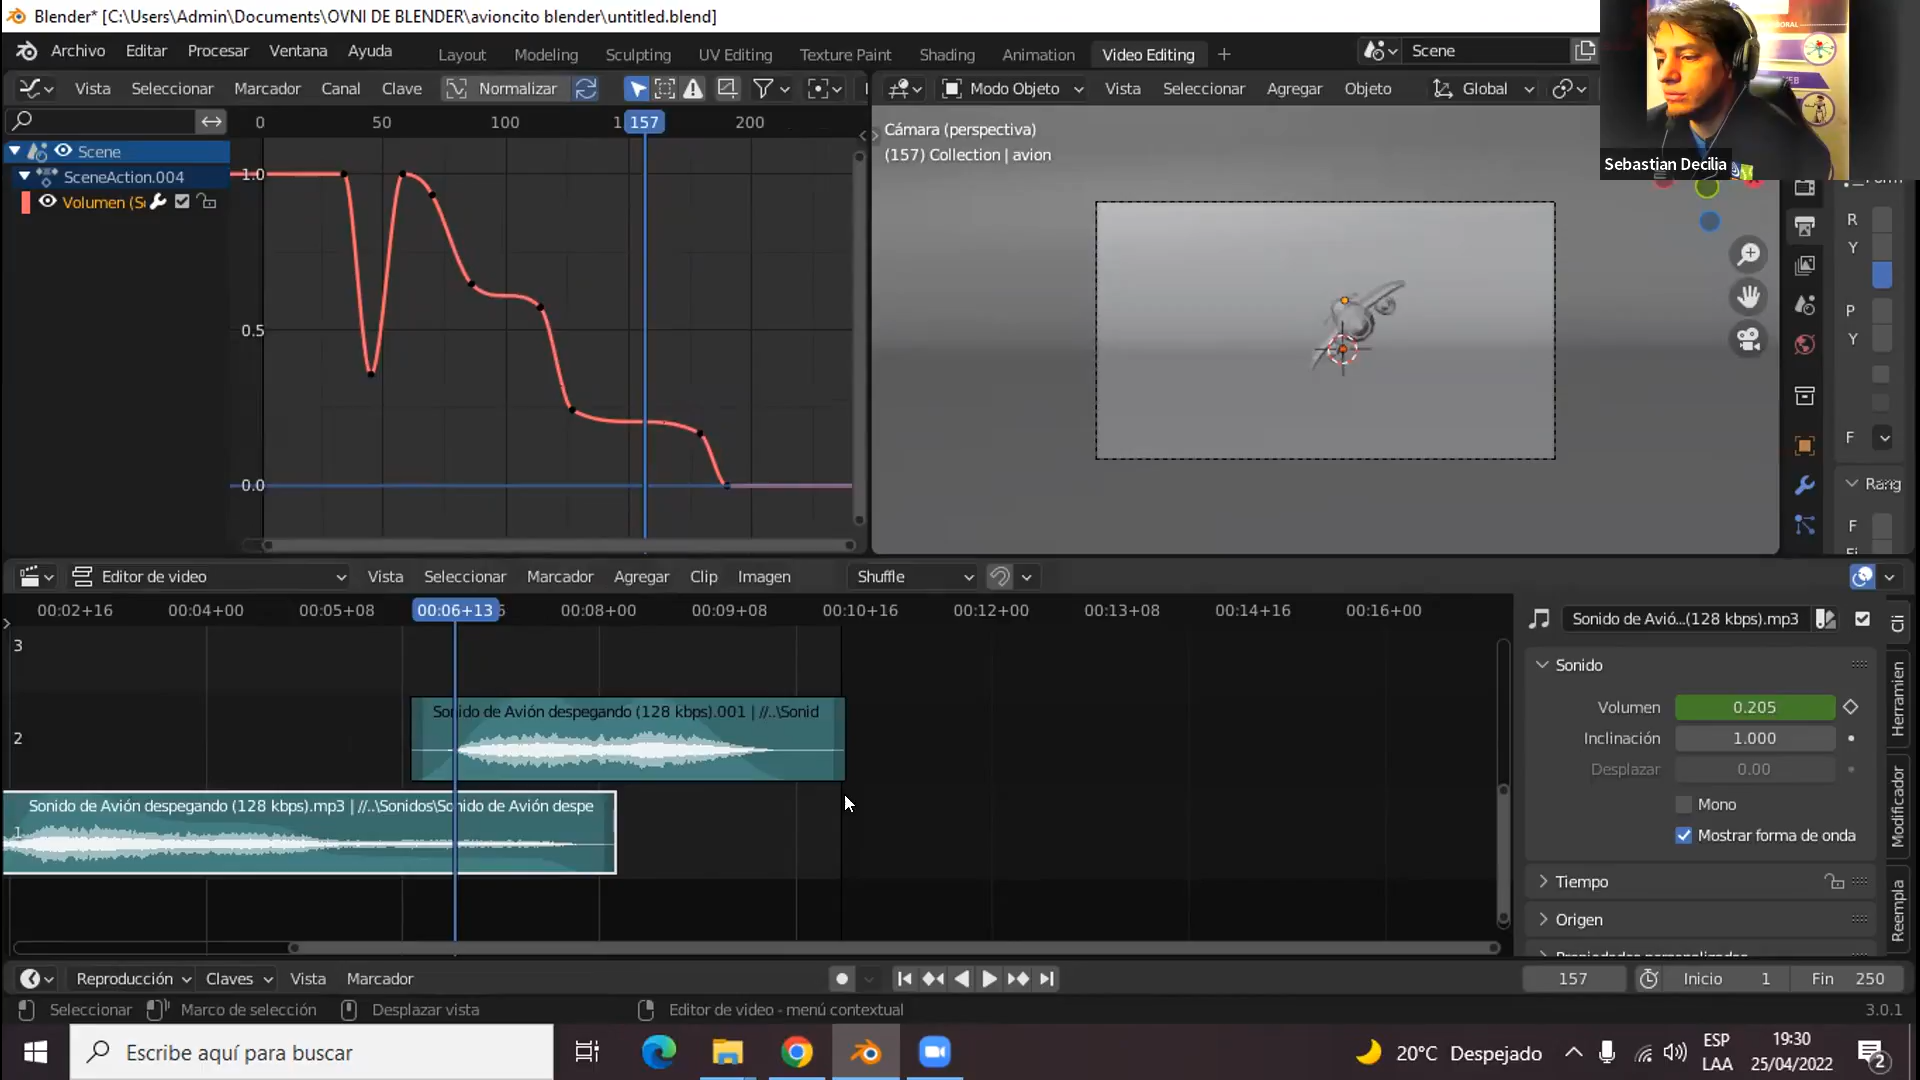 Blender* [C:\Users\Admin\Documents\OVNI DE BLENDER\avioncito blender\untitled.blend]
Archivo Editar Procesar Ventana Ayuda
Layout Modeling Sculpting UV Editing Texture Paint Shading Animation Video Editing +
Scene
Vista Seleccionar Marcador Canal Clave Normalizar
Modo Objeto Vista Seleccionar Agregar Objeto Global
0 50 100 1 157 200
Scene
SceneAction.004
Volumen (S
1.0
0.5
0.0
Cámara (perspectiva)
(157) Collection | avion
Sebastian Decilia
R
Y
P
Y
F
Rang
F
Editor de video Vista Seleccionar Marcador Agregar Clip Imagen Shuffle
00:02+16 00:04+00 00:05+08 00:06+13 00:08+00 00:09+08 00:10+16 00:12+00 00:13+08 00:14+16 00:16+00
3
2
1
Sonido de Avión despegando (128 kbps).001 | //..\Sonid
Sonido de Avión despegando (128 kbps).mp3 | //..\Sonidos\Sonido de Avión despe
Sonido de Avió...(128 kbps).mp3
Sonido
Volumen 0.205
Inclinación 1.000
Desplazar 0.00
Mono
Mostrar forma de onda
Tiempo
Origen
Cli
Herramien
Modificador
Reempla
Reproducción Claves Vista Marcador
157 Inicio 1 Fin 250
Seleccionar Marco de selección Desplazar vista Editor de video - menú contextual 3.0.1
Escribe aquí para buscar
20°C Despejado
ESP
LAA
19:30
25/04/2022
2